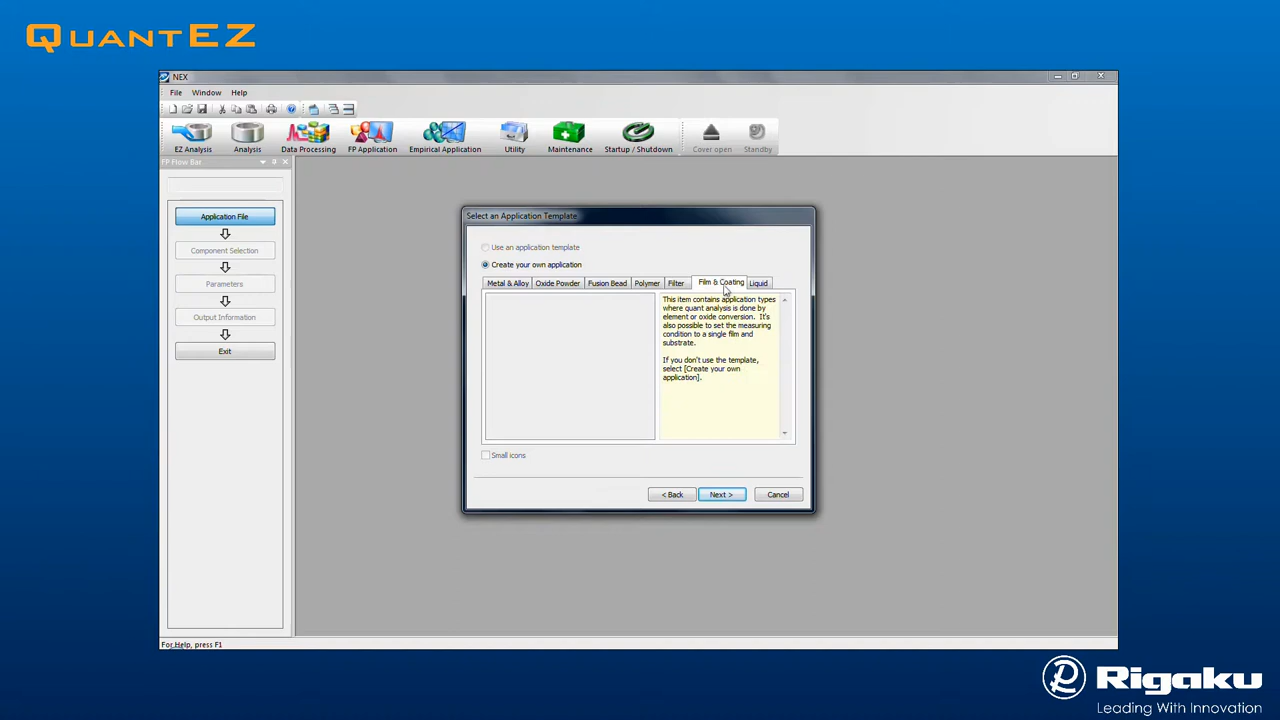 QUANTEZ
NEX
File Window Help
EZ Analysis Analysis Data Processing FP Application Empirical Application Utility Maintenance Startup / Shutdown Cover open Standby
FP Flow Bar
Application File
Component Selection
Parameters
Output Information
Exit
Select an Application Template
Use an application template
Create your own application
Metal & Alloy Oxide Powder Fusion Bead Polymer Filter Film & Coating Liquid
This item contains application types
where quant analysis is done by
element or oxide conversion. It's
also possible to set the measuring
condition to a single film and
substrate.
If you don't use the template,
select [Create your own
application].
Small icons
< Back Next > Cancel
For Help, press F1
Rigaku
Leading With Innovation